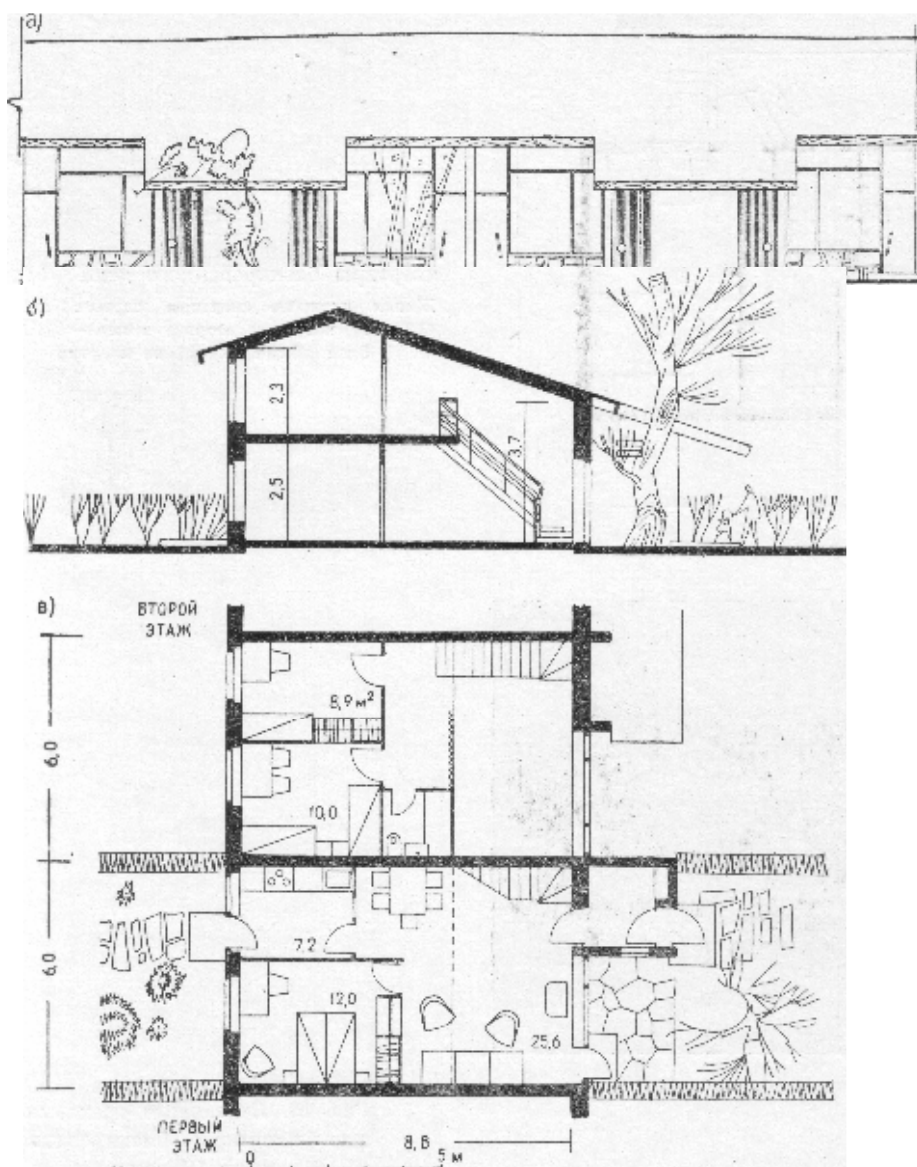 а)
б)
2,3
3,7
2,5
в)
ВТОРОЙ
ЭТАЖ
8,9 м²
6,0
10,0
7,2
6,0
12,0
25,6
ПЕРВЫЙ
ЭТАЖ
8,8
0 5 м